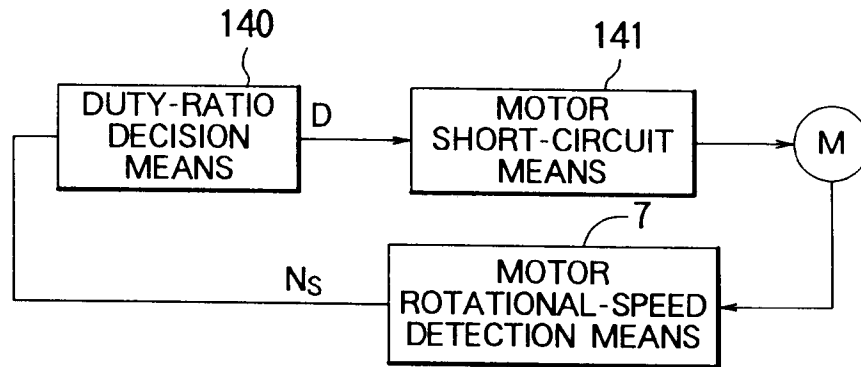 140
141
DUTY-RATIO
DECISION
MEANS
D
MOTOR
SHORT-CIRCUIT
MEANS
M
7
NS
MOTOR
ROTATIONAL-SPEED
DETECTION MEANS